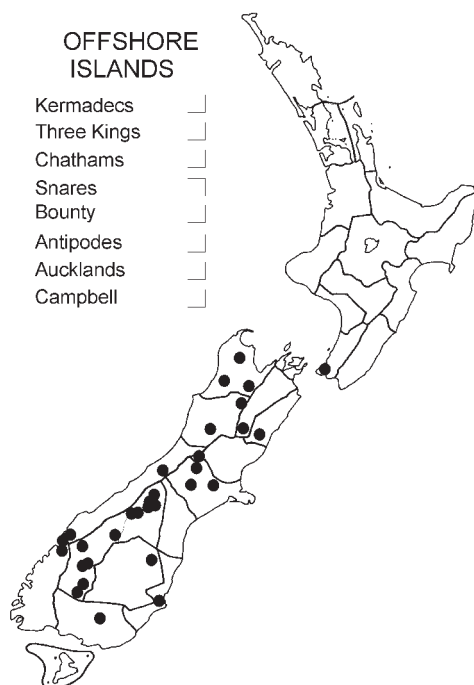 OFFSHORE
ISLANDS
Kermadecs
Three Kings
Chathams
Snares
Bounty
Antipodes
Aucklands
Campbell